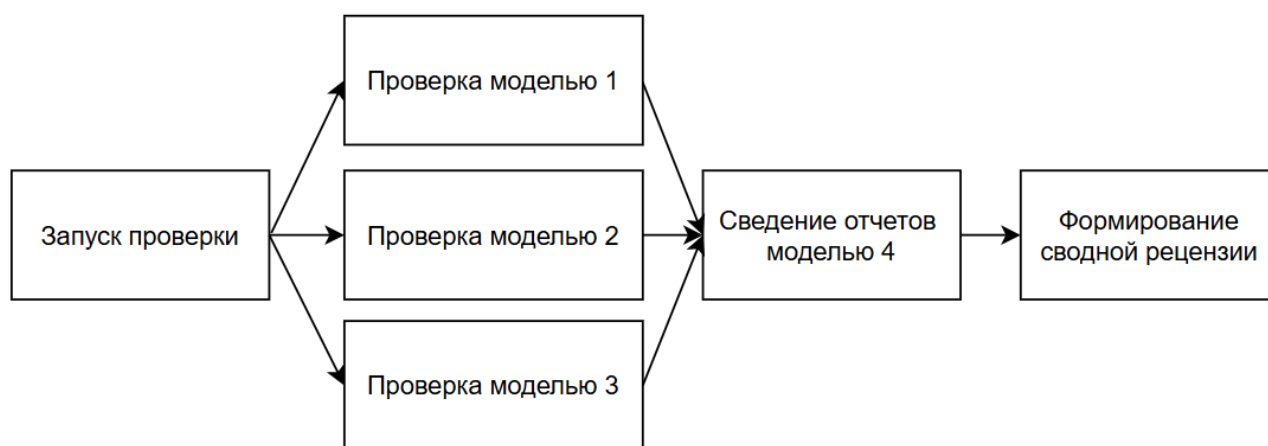 Запуск проверки
Проверка моделью 1
Проверка моделью 2
Проверка моделью 3
Сведение отчетов
моделью 4
Формирование
сводной рецензии